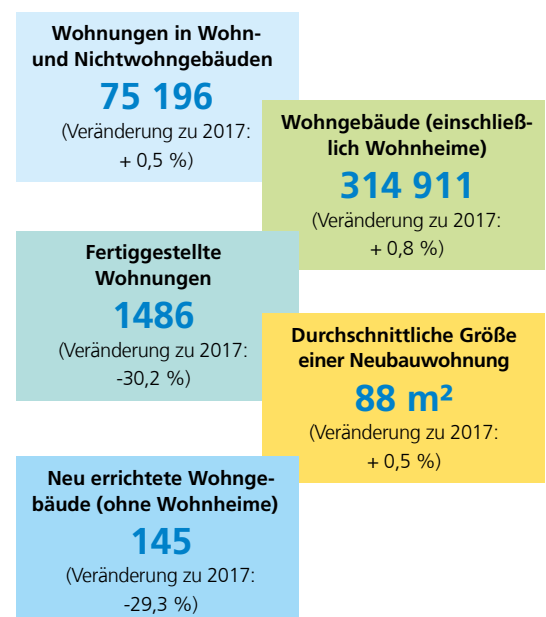 Wohnungen in Wohn-
und Nichtwohngebäuden
75 196
(Veränderung zu 2017:
+ 0,5 %)
Wohngebäude (einschließ-
lich Wohnheime)
314 911
(Veränderung zu 2017:
+ 0,8 %)
Fertiggestellte
Wohnungen
1486
(Veränderung zu 2017:
-30,2 %)
Durchschnittliche Größe
einer Neubauwohnung
88 m²
(Veränderung zu 2017:
+ 0,5 %)
Neu errichtete Wohnge-
bäude (ohne Wohnheime)
145
(Veränderung zu 2017:
-29,3 %)